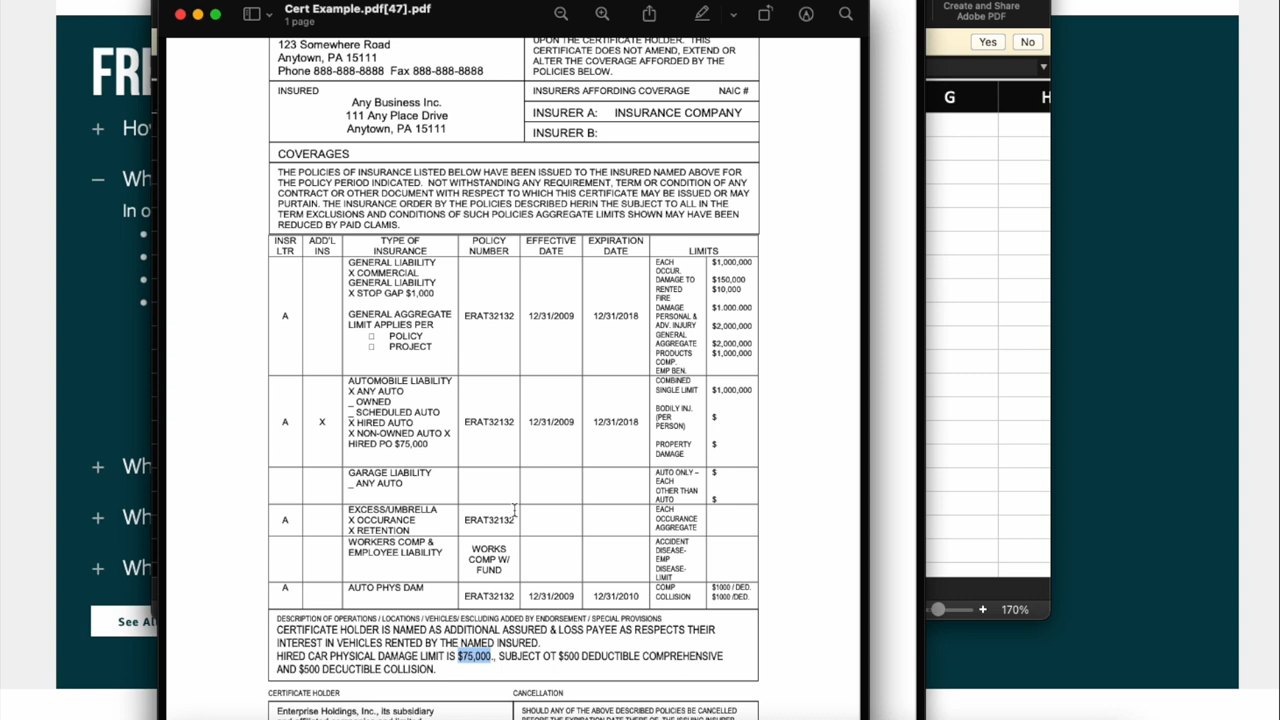 Cert Example.pdf[47].pdf
1 page
Create and Share
Adobe PDF
Yes No
G H
FRE
+ Ho
— Wh
In o
+ Wh
+ Wh
+ Wh
See Al
170%
123 Somewhere Road
Anytown, PA 15111
Phone 888-888-8888 Fax 888-888-8888
UPON THE CERTIFICATE HOLDER. THIS
CERTIFICATE DOES NOT AMEND, EXTEND OR
ALTER THE COVERAGE AFFORDED BY THE
POLICIES BELOW.
INSURED
Any Business Inc.
111 Any Place Drive
Anytown, PA 15111
INSURERS AFFORDING COVERAGE NAIC #
INSURER A: INSURANCE COMPANY
INSURER B:
COVERAGES
THE POLICIES OF INSURANCE LISTED BELOW HAVE BEEN ISSUED TO THE INSURED NAMED ABOVE FOR
THE POLICY PERIOD INDICATED. NOT WITHSTANDING ANY REQUIREMENT, TERM OR CONDITION OF ANY
CONTRACT OR OTHER DOCUMENT WITH RESPECT TO WHICH THIS CERTIFICATE MAY BE ISSUED OR MAY
PURTAIN. THE INSURANCE ORDER BY THE POLICIES DESCRIBED HERIN THE SUBJECT TO ALL IN THE
TERM EXCLUSIONS AND CONDITIONS OF SUCH POLICIES AGGREGATE LIMITS SHOWN MAY HAVE BEEN
REDUCED BY PAID CLAMIS.
INSR LTR
ADD'L INS
TYPE OF INSURANCE
POLICY NUMBER
EFFECTIVE DATE
EXPIRATION DATE
LIMITS
A
GENERAL LIABILITY
X COMMERCIAL
GENERAL LIABILITY
X STOP GAP $1,000
GENERAL AGGREGATE
LIMIT APPLIES PER
□ POLICY
□ PROJECT
ERAT32132 12/31/2009 12/31/2018
EACH
OCCUR.
DAMAGE TO
RENTED
FIRE
DAMAGE
PERSONAL &
ADV. INJURY
GENERAL
AGGREGATE
PRODUCTS
COMP.
EMP BEN.
$1,000,000
$150,000
$10,000
$1.000.000
$2,000,000
$2,000,000
$1,000,000
A X
AUTOMOBILE LIABILITY
X ANY AUTO
_ OWNED
_ SCHEDULED AUTO
X HIRED AUTO
X NON-OWNED AUTO X
HIRED PO $75,000
ERAT32132 12/31/2009 12/31/2018
COMBINED
SINGLE LIMIT $1,000,000
BODILY INJ.
(PER $
PERSON)
PROPERTY $
DAMAGE
GARAGE LIABILITY
_ ANY AUTO
AUTO ONLY – $
EACH
OTHER THAN
AUTO $
A
EXCESS/UMBRELLA
X OCCURANCE
X RETENTION
ERAT32132
EACH
OCCURANCE
AGGREGATE
WORKERS COMP &
EMPLOYEE LIABILITY
WORKS
COMP W/
FUND
ACCIDENT
DISEASE-
EMP
DISEASE-
LIMIT
A
AUTO PHYS DAM
ERAT32132 12/31/2009 12/31/2010
COMP $1000 / DED.
COLLISION $1000 /DED.
DESCRIPTION OF OPERATIONS / LOCATIONS / VEHICLES/ ESCLUDING ADDED BY ENDORSEMENT / SPECIAL PROVISIONS
CERTIFICATE HOLDER IS NAMED AS ADDITIONAL ASSURED & LOSS PAYEE AS RESPECTS THEIR
INTEREST IN VEHICLES RENTED BY THE NAMED INSURED.
HIRED CAR PHYSICAL DAMAGE LIMIT IS $75,000., SUBJECT OT $500 DEDUCTIBLE COMPREHENSIVE
AND $500 DECUCTIBLE COLLISION.
CERTIFICATE HOLDER
CANCELLATION
Enterprise Holdings, Inc., its subsidiary
SHOULD ANY OF THE ABOVE DESCRIBED POLICIES BE CANCELLED